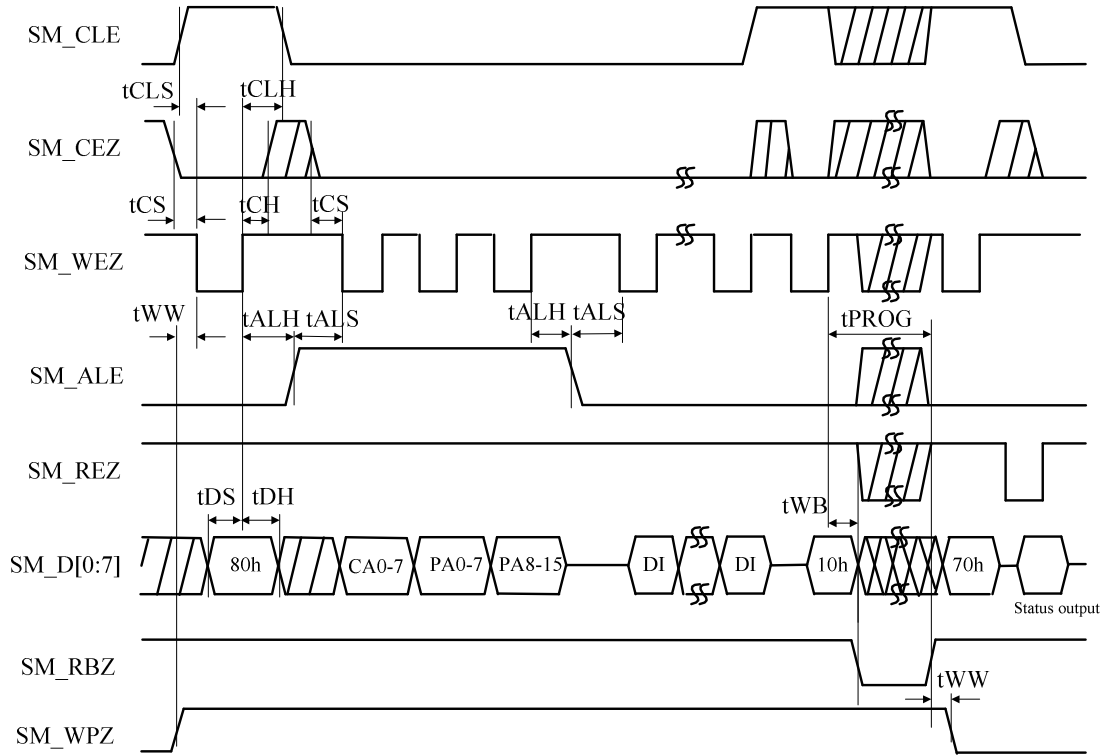 SM_CLE
tCLS
tCLH
SM_CEZ
tCS
tCH
tCS
SM_WEZ
tWW
tALH
tALS
tALH
tALS
tPROG
SM_ALE
SM_REZ
tDS
tDH
tWB
SM_D[0:7]
80h
CA0-7
PA0-7
PA8-15
DI
DI
10h
70h
Status output
SM_RBZ
tWW
SM_WPZ